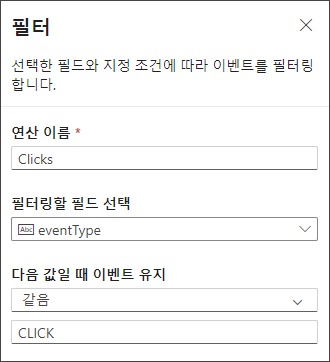 필터
선택한 필드와 지정 조건에 따라 이벤트를 필터링
합니다.
연산 이름 *
Clicks
필터링할 필드 선택
Abc eventType
다음 값일 때 이벤트 유지
같음
CLICK